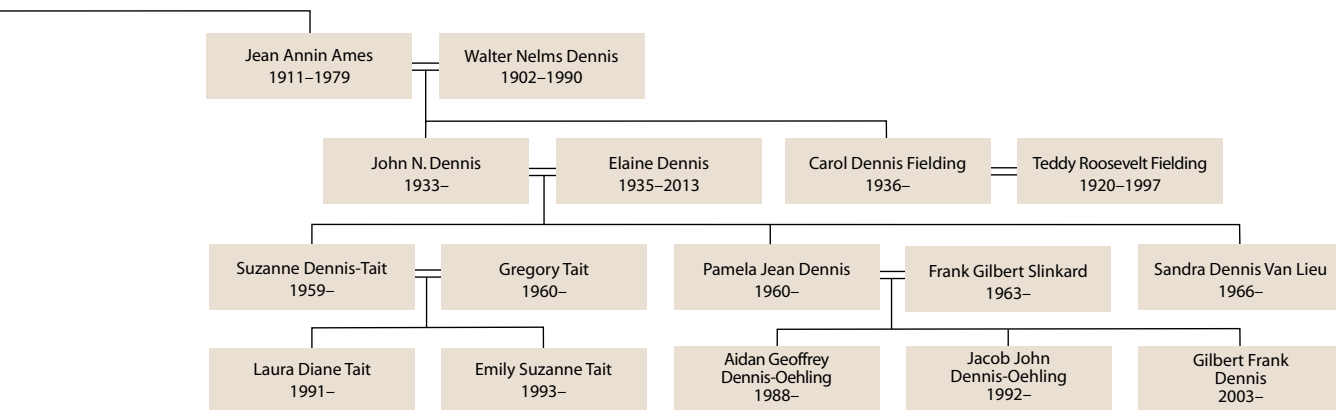 Jean Annin Ames
1911–1979
Walter Nelms Dennis
1902–1990
John N. Dennis
1933–
Elaine Dennis
1935–2013
Carol Dennis Fielding
1936–
Teddy Roosevelt Fielding
1920–1997
Suzanne Dennis-Tait
1959–
Gregory Tait
1960–
Pamela Jean Dennis
1960–
Frank Gilbert Slinkard
1963–
Sandra Dennis Van Lieu
1966–
Laura Diane Tait
1991–
Emily Suzanne Tait
1993–
Aidan Geoffrey
Dennis-Oehling
1988–
Jacob John
Dennis-Oehling
1992–
Gilbert Frank
Dennis
2003–